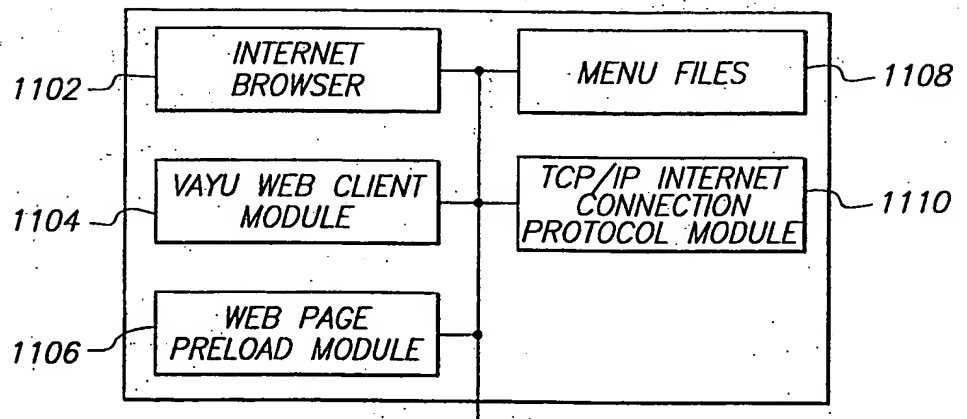 INTERNET
BROWSER
1102
MENU FILES
1108
VAYU WEB CLIENT
MODULE
1104
TCP/IP INTERNET
CONNECTION
PROTOCOL MODULE
1110
WEB PAGE
PRELOAD MODULE
1106